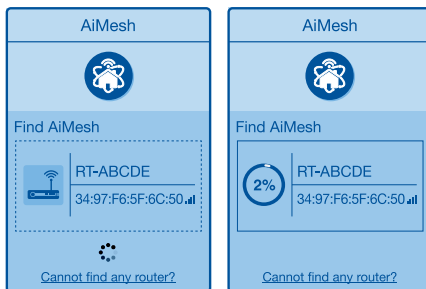 AiMesh
Find AiMesh
RT-ABCDE
34:97:F6:5F:6C:50
Cannot find any router?
AiMesh
Find AiMesh
2%
RT-ABCDE
34:97:F6:5F:6C:50
Cannot find any router?